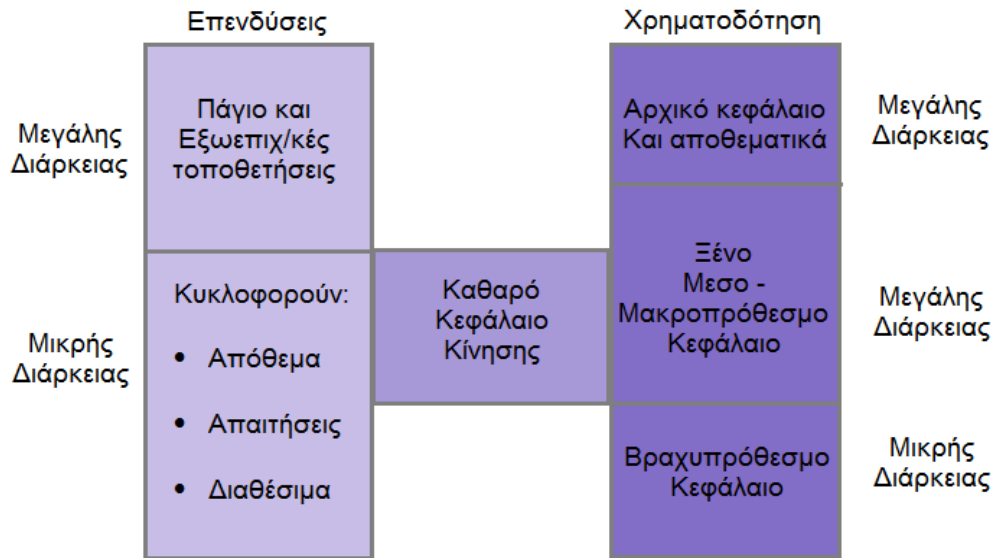 Επενδύσεις
Χρηματοδότηση
Μεγάλης
Διάρκειας
Πάγιο και
Εξωεπιχ/κές
τοποθετήσεις
Αρχικό κεφάλαιο
Και αποθεματικά
Μεγάλης
Διάρκειας
Μικρής
Διάρκειας
Κυκλοφορούν:
• Απόθεμα
• Απαιτήσεις
• Διαθέσιμα
Καθαρό
Κεφάλαιο
Κίνησης
Ξένο
Μεσο -
Μακροπρόθεσμο
Κεφάλαιο
Μεγάλης
Διάρκειας
Βραχυπρόθεσμο
Κεφάλαιο
Μικρής
Διάρκειας